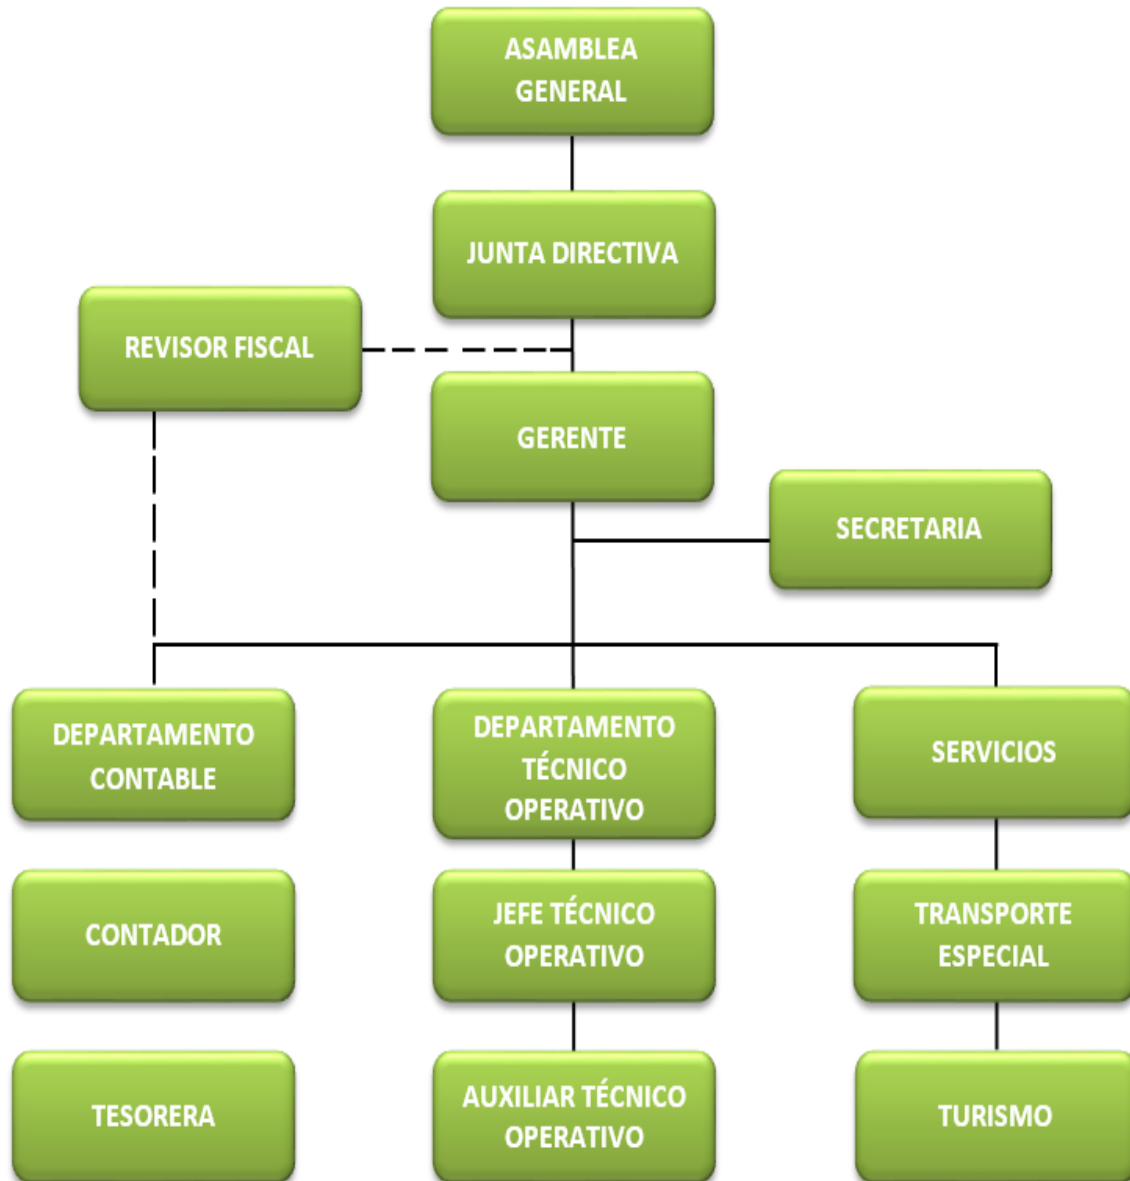 ASAMBLEA
GENERAL
JUNTA DIRECTIVA
REVISOR FISCAL
GERENTE
SECRETARIA
DEPARTAMENTO
CONTABLE
DEPARTAMENTO
TÉCNICO
OPERATIVO
SERVICIOS
CONTADOR
JEFE TÉCNICO
OPERATIVO
TRANSPORTE
ESPECIAL
TESORERA
AUXILIAR TÉCNICO
OPERATIVO
TURISMO